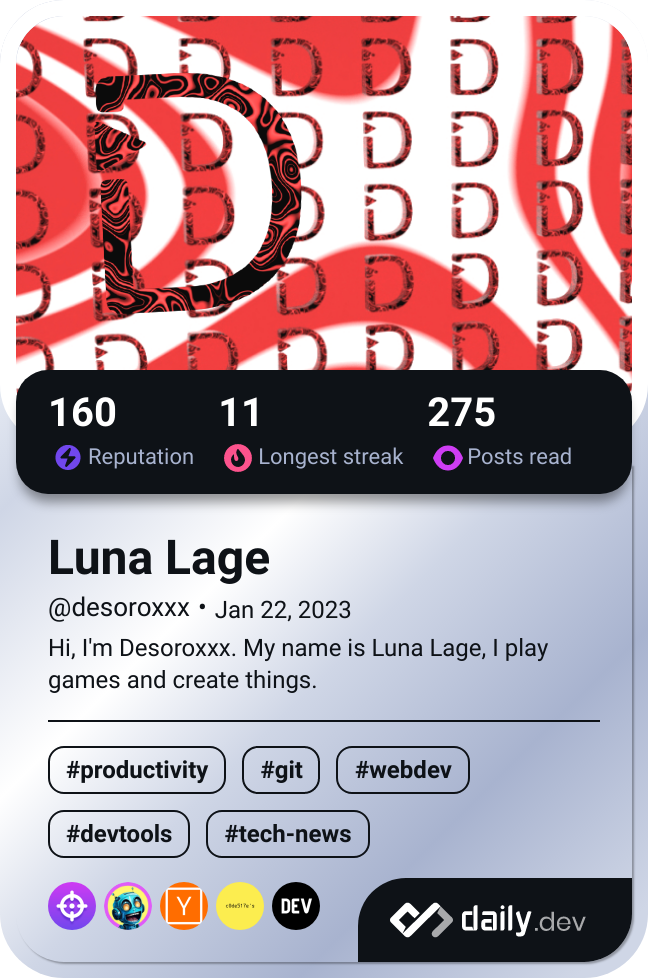 160 11 275
Reputation Longest streak Posts read
Luna Lage
@desoroxxx • Jan 22, 2023
Hi, I'm Desoroxxx. My name is Luna Lage, I play
games and create things.
#productivity #git #webdev
#devtools #tech-news
Y DEV
daily.dev